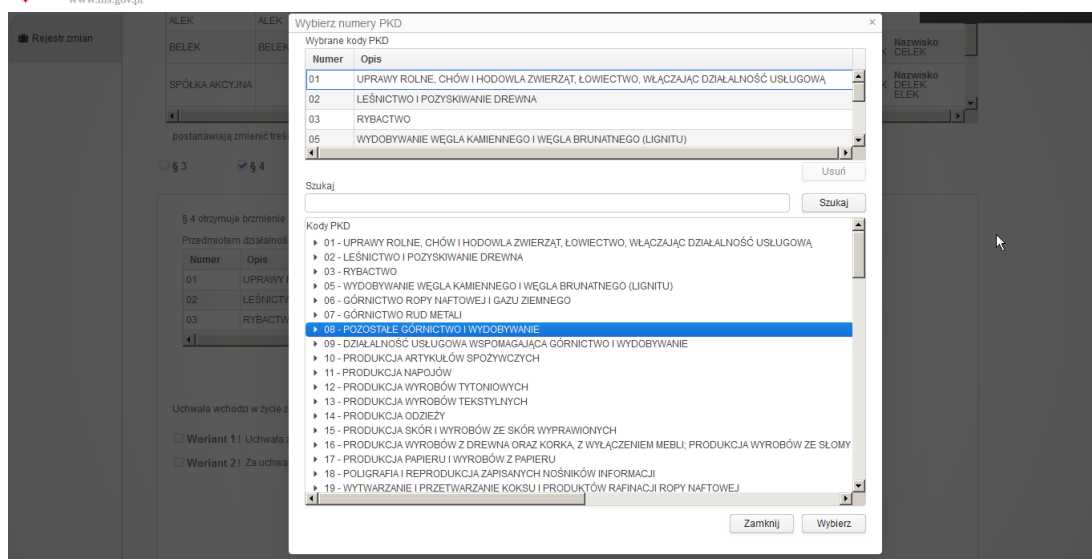 www.ms.gov.pl
Rejestr zmian
ALEK ALEK
BELEK BELEK
SPÓŁKA AKCYJNA
Nazwisko
CELEK
Nazwisko
DELEK
ELEK
postanawiają zmienić treś
§ 3 § 4
§ 4 otrzymuje brzmienie
Przedmiotem działalnoś
Numer Opis
01 UPRAWY
02 LEŚNICTW
03 RYBACTW
Uchwała wchodzi w życie z
Wariant 1! Uchwała z
Wariant 2! Za uchwa
Wybierz numery PKD ×
Wybrane kody PKD
Numer Opis
01 UPRAWY ROLNE, CHÓW I HODOWLA ZWIERZĄT, ŁOWIECTWO, WŁĄCZAJĄC DZIAŁALNOŚĆ USŁUGOWĄ
02 LEŚNICTWO I POZYSKIWANIE DREWNA
03 RYBACTWO
05 WYDOBYWANIE WĘGLA KAMIENNEGO I WĘGLA BRUNATNEGO (LIGNITU)
Usuń
Szukaj
Szukaj
Kody PKD
01 - UPRAWY ROLNE, CHÓW I HODOWLA ZWIERZĄT, ŁOWIECTWO, WŁĄCZAJĄC DZIAŁALNOŚĆ USŁUGOWĄ
02 - LEŚNICTWO I POZYSKIWANIE DREWNA
03 - RYBACTWO
05 - WYDOBYWANIE WĘGLA KAMIENNEGO I WĘGLA BRUNATNEGO (LIGNITU)
06 - GÓRNICTWO ROPY NAFTOWEJ I GAZU ZIEMNEGO
07 - GÓRNICTWO RUD METALI
08 - POZOSTAŁE GÓRNICTWO I WYDOBYWANIE
09 - DZIAŁALNOŚĆ USŁUGOWA WSPOMAGAJĄCA GÓRNICTWO I WYDOBYWANIE
10 - PRODUKCJA ARTYKUŁÓW SPOŻYWCZYCH
11 - PRODUKCJA NAPOJÓW
12 - PRODUKCJA WYROBÓW TYTONIOWYCH
13 - PRODUKCJA WYROBÓW TEKSTYLNYCH
14 - PRODUKCJA ODZIEŻY
15 - PRODUKCJA SKÓR I WYROBÓW ZE SKÓR WYPRAWIONYCH
16 - PRODUKCJA WYROBÓW Z DREWNA ORAZ KORKA, Z WYŁĄCZENIEM MEBLI; PRODUKCJA WYROBÓW ZE SŁOMY
17 - PRODUKCJA PAPIERU I WYROBÓW Z PAPIERU
18 - POLIGRAFIA I REPRODUKCJA ZAPISANYCH NOŚNIKÓW INFORMACJI
19 - WYTWARZANIE I PRZETWARZANIE KOKSU I PRODUKTÓW RAFINACJI ROPY NAFTOWEJ
Zamknij Wybierz